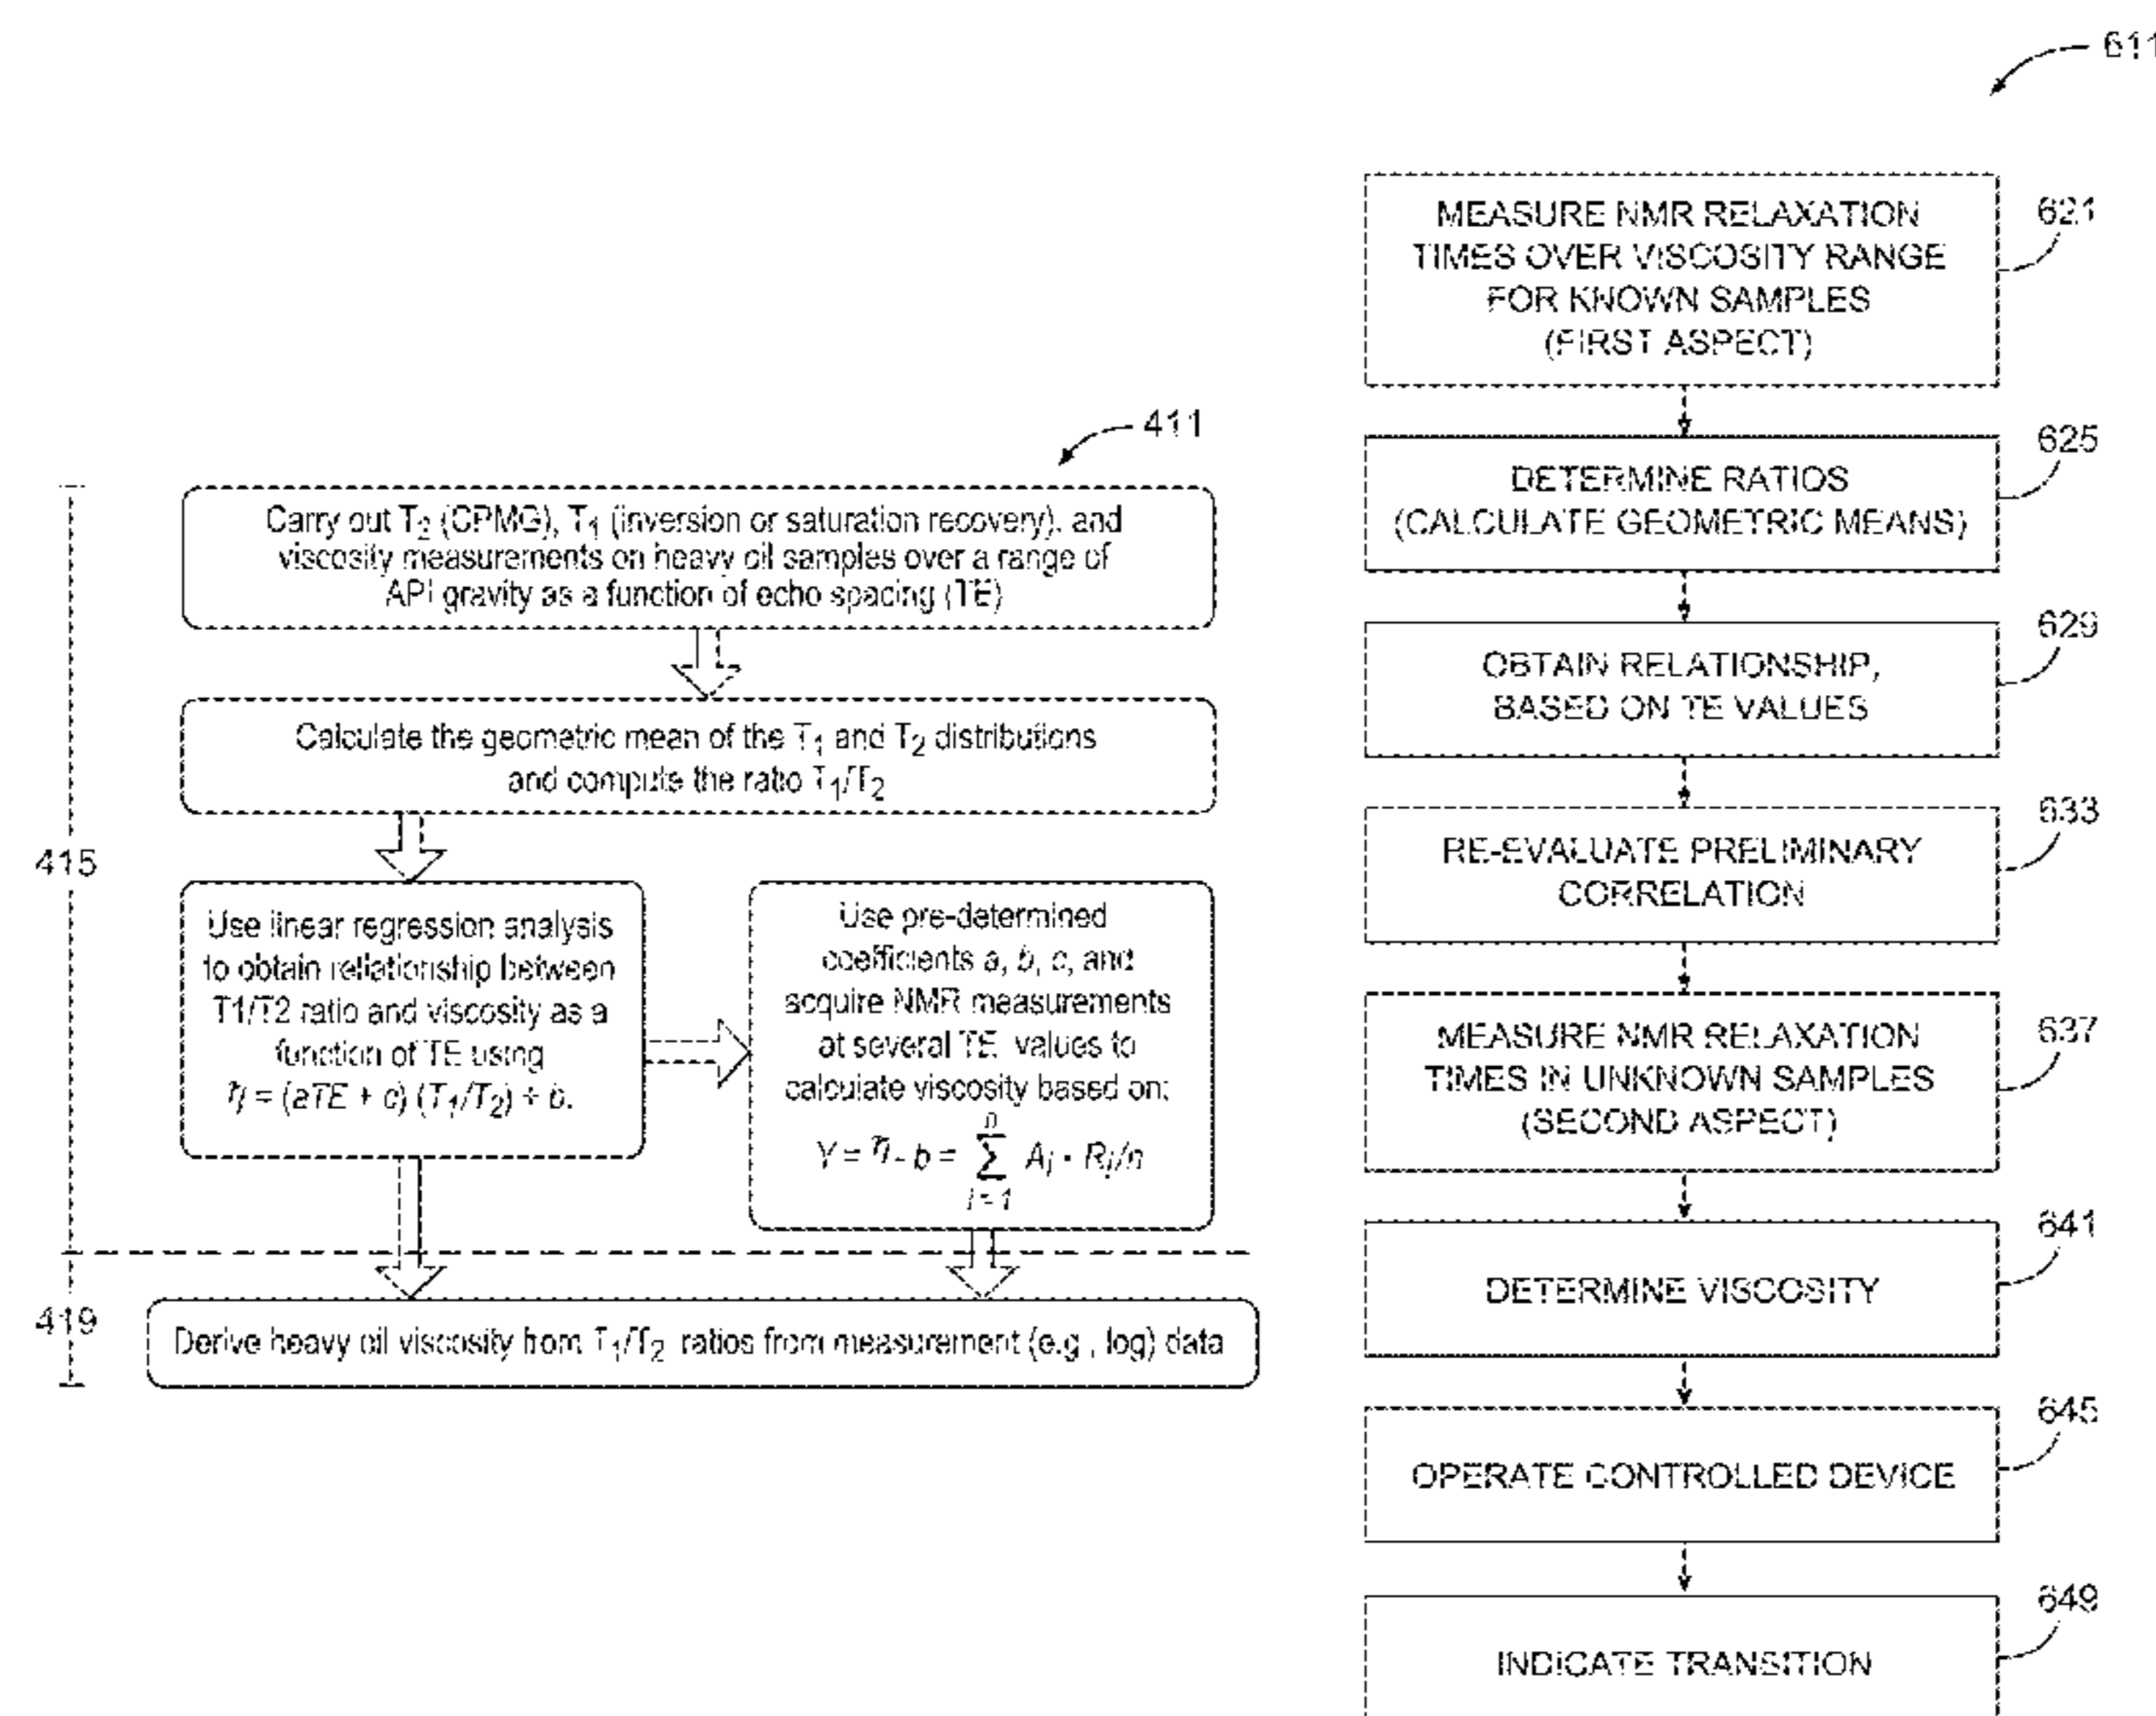 411
415
Carry out T2 (CPMG), T1 (inversion or saturation recovery), and
viscosity measurements on heavy oil samples over a range of
API gravity as a function of echo spacing (TE)
Calculate the geometric mean of the T1 and T2 distributions
and compute the ratio T1/T2
Use linear regression analysis
to obtain rellationship between
T1/T2 ratio and viscosity as a
function of TE using
η = (aTE + c) (T1/T2) + b.
Use pre-determined
coefficients a, b, c, and
acquire NMR measurements
at several TE values to
calculate viscosity based on:
n
Y = η - b = Σ Ai • Ri/n
i = 1
419
Derive heavy oil viscosity from T1/T2 ratios from measurement (e.g., log) data
611
MEASURE NMR RELAXATION
TIMES OVER VISCOSITY RANGE
FOR KNOWN SAMPLES
(FIRST ASPECT)
621
DETERMINE RATIOS
(CALCULATE GEOMETRIC MEANS)
625
OBTAIN RELATIONSHIP,
BASED ON TE VALUES
629
RE-EVALUATE PRELIMINARY
CORRELATION
633
MEASURE NMR RELAXATION
TIMES IN UNKNOWN SAMPLES
(SECOND ASPECT)
637
DETERMINE VISCOSITY
641
OPERATE CONTROLLED DEVICE
645
INDICATE TRANSITION
649